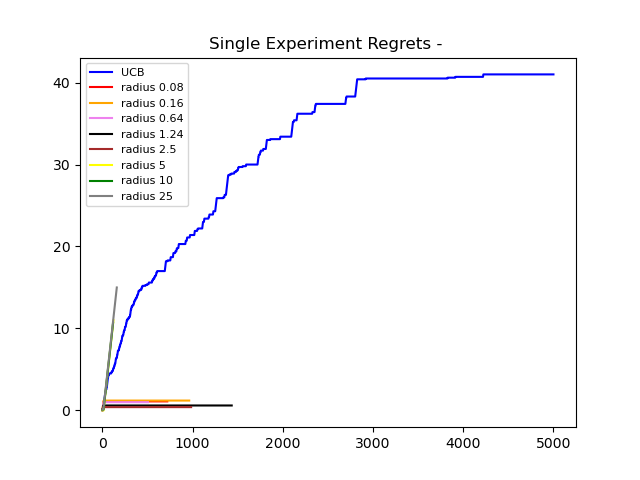 Single Experiment Regrets -
UCB
radius 0.08
radius 0.16
radius 0.64
radius 1.24
radius 2.5
radius 5
radius 10
radius 25
40
30
20
10
0
0 1000 2000 3000 4000 5000